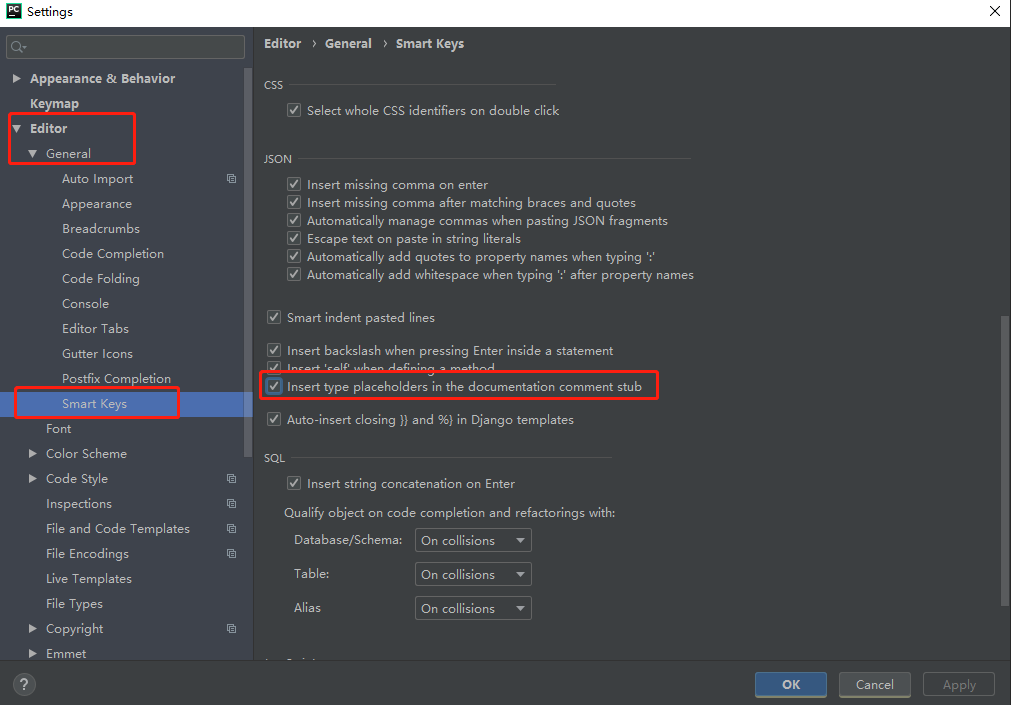 PC Settings
Editor › General › Smart Keys
Appearance & Behavior
Keymap
Editor
General
Auto Import
Appearance
Breadcrumbs
Code Completion
Code Folding
Console
Editor Tabs
Gutter Icons
Postfix Completion
Smart Keys
Font
Color Scheme
Code Style
Inspections
File and Code Templates
File Encodings
Live Templates
File Types
Copyright
Emmet
CSS
Select whole CSS identifiers on double click
JSON
Insert missing comma on enter
Insert missing comma after matching braces and quotes
Automatically manage commas when pasting JSON fragments
Escape text on paste in string literals
Automatically add quotes to property names when typing ':'
Automatically add whitespace when typing ':' after property names
Smart indent pasted lines
Insert backslash when pressing Enter inside a statement
Insert 'self' when defining a method
Insert type placeholders in the documentation comment stub
Auto-insert closing }} and %} in Django templates
SQL
Insert string concatenation on Enter
Qualify object on code completion and refactorings with:
Database/Schema: On collisions
Table: On collisions
Alias On collisions
? OK Cancel Apply